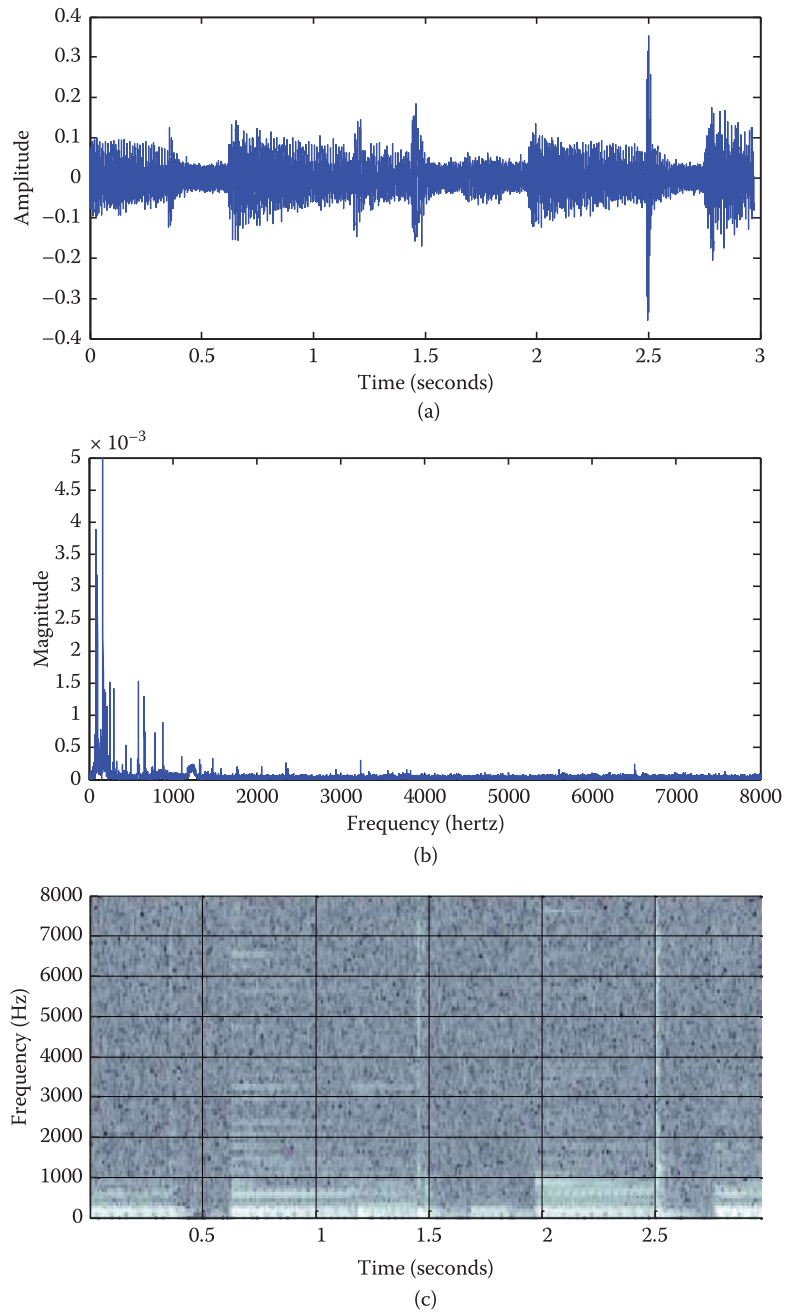 0.4
0.3
0.2
0.1
0
−0.1
−0.2
−0.3
−0.4
Amplitude
0 0.5 1 1.5 2 2.5 3
Time (seconds)
(a)
× 10−3
5
4.5
4
3.5
3
2.5
2
1.5
1
0.5
0
Magnitude
0 1000 2000 3000 4000 5000 6000 7000 8000
Frequency (hertz)
(b)
8000
7000
6000
5000
4000
3000
2000
1000
0
Frequency (Hz)
0.5 1 1.5 2 2.5
Time (seconds)
(c)